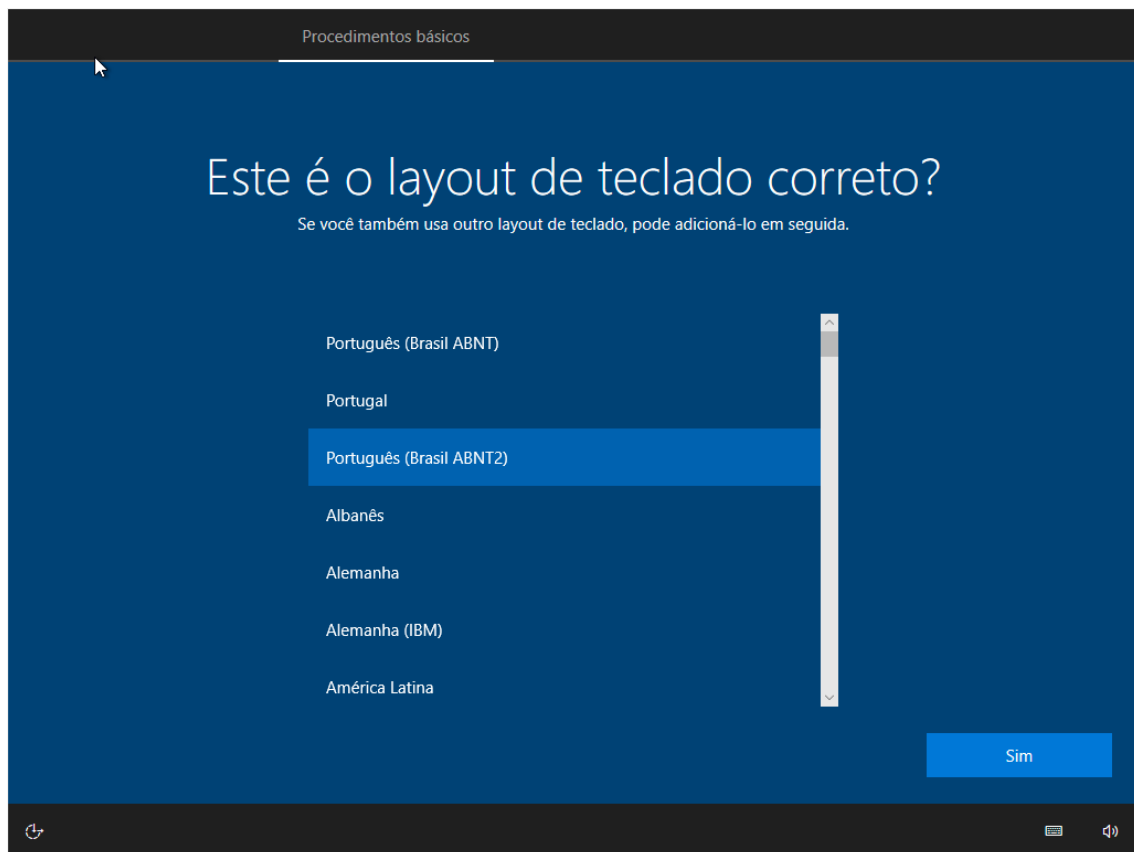 Procedimentos básicos
Este é o layout de teclado correto?
Se você também usa outro layout de teclado, pode adicioná-lo em seguida.
Português (Brasil ABNT)
Portugal
Português (Brasil ABNT2)
Albanês
Alemanha
Alemanha (IBM)
América Latina
Sim